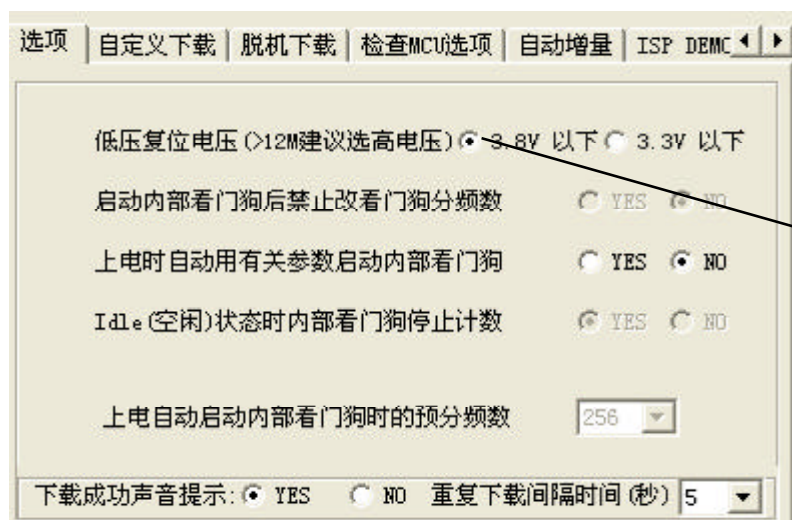 选项 自定义下载 脱机下载 检查MCU选项 自动增量 ISP DEMO
低压复位电压(>12M建议选高电压) 3.8V 以下 3.3V 以下
启动内部看门狗后禁止改看门狗分频数 YES NO
上电时自动用有关参数启动内部看门狗 YES NO
Idle(空闲)状态时内部看门狗停止计数 YES NO
上电自动启动内部看门狗时的预分频数 256
下载成功声音提示: YES NO 重复下载间隔时间(秒) 5